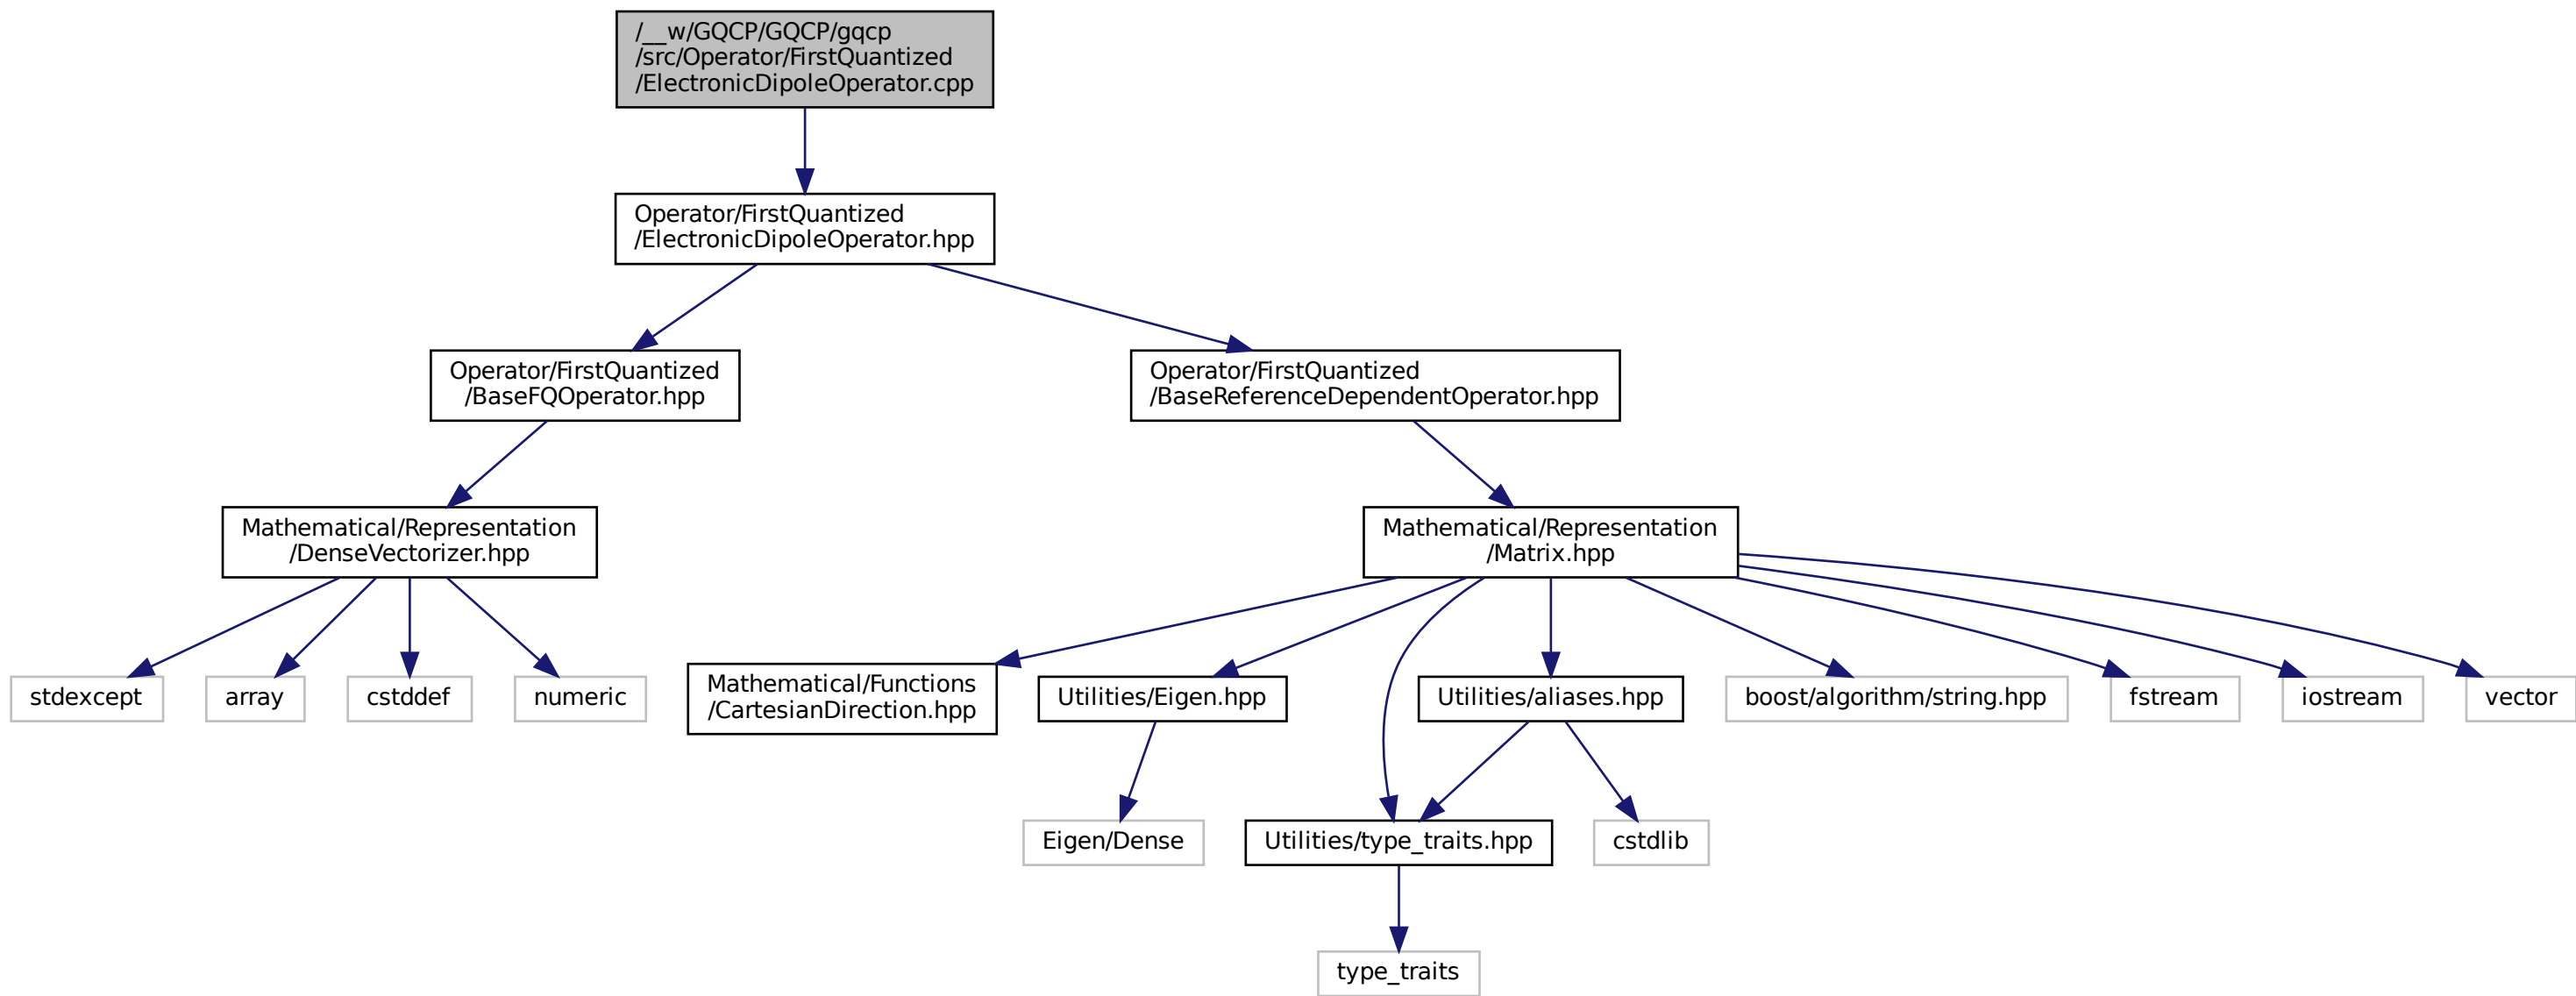 /__w/GQCP/GQCP/gqcp
/src/Operator/FirstQuantized
/ElectronicDipoleOperator.cpp
Operator/FirstQuantized
/ElectronicDipoleOperator.hpp
Operator/FirstQuantized
/BaseFQOperator.hpp
Operator/FirstQuantized
/BaseReferenceDependentOperator.hpp
Mathematical/Representation
/DenseVectorizer.hpp
Mathematical/Representation
/Matrix.hpp
stdexcept
array
cstddef
numeric
Mathematical/Functions
/CartesianDirection.hpp
Utilities/Eigen.hpp
Utilities/aliases.hpp
boost/algorithm/string.hpp
fstream
iostream
vector
Eigen/Dense
Utilities/type_traits.hpp
cstdlib
type_traits